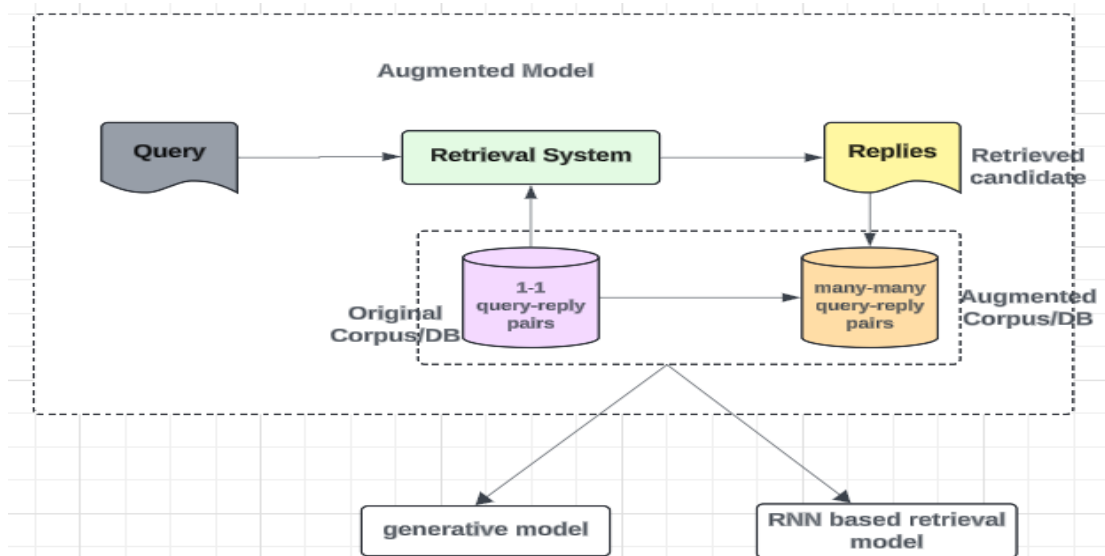 Augmented Model
Query
Retrieval System
Replies
Retrieved
candidate
1-1
query-reply
pairs
many-many
query-reply
pairs
Original
Corpus/DB
Augmented
Corpus/DB
generative model
RNN based retrieval
model